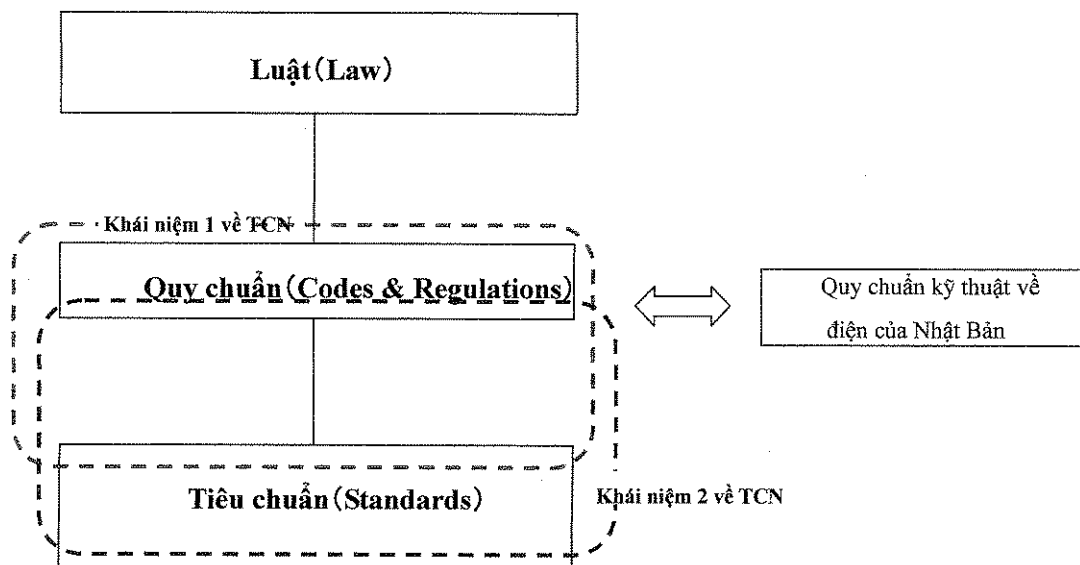 Luật(Law)
Khái niệm 1 về TCN
Quy chuẩn(Codes & Regulations)
Quy chuẩn kỹ thuật về
điện của Nhật Bản
Tiêu chuẩn(Standards)
Khái niệm 2 về TCN